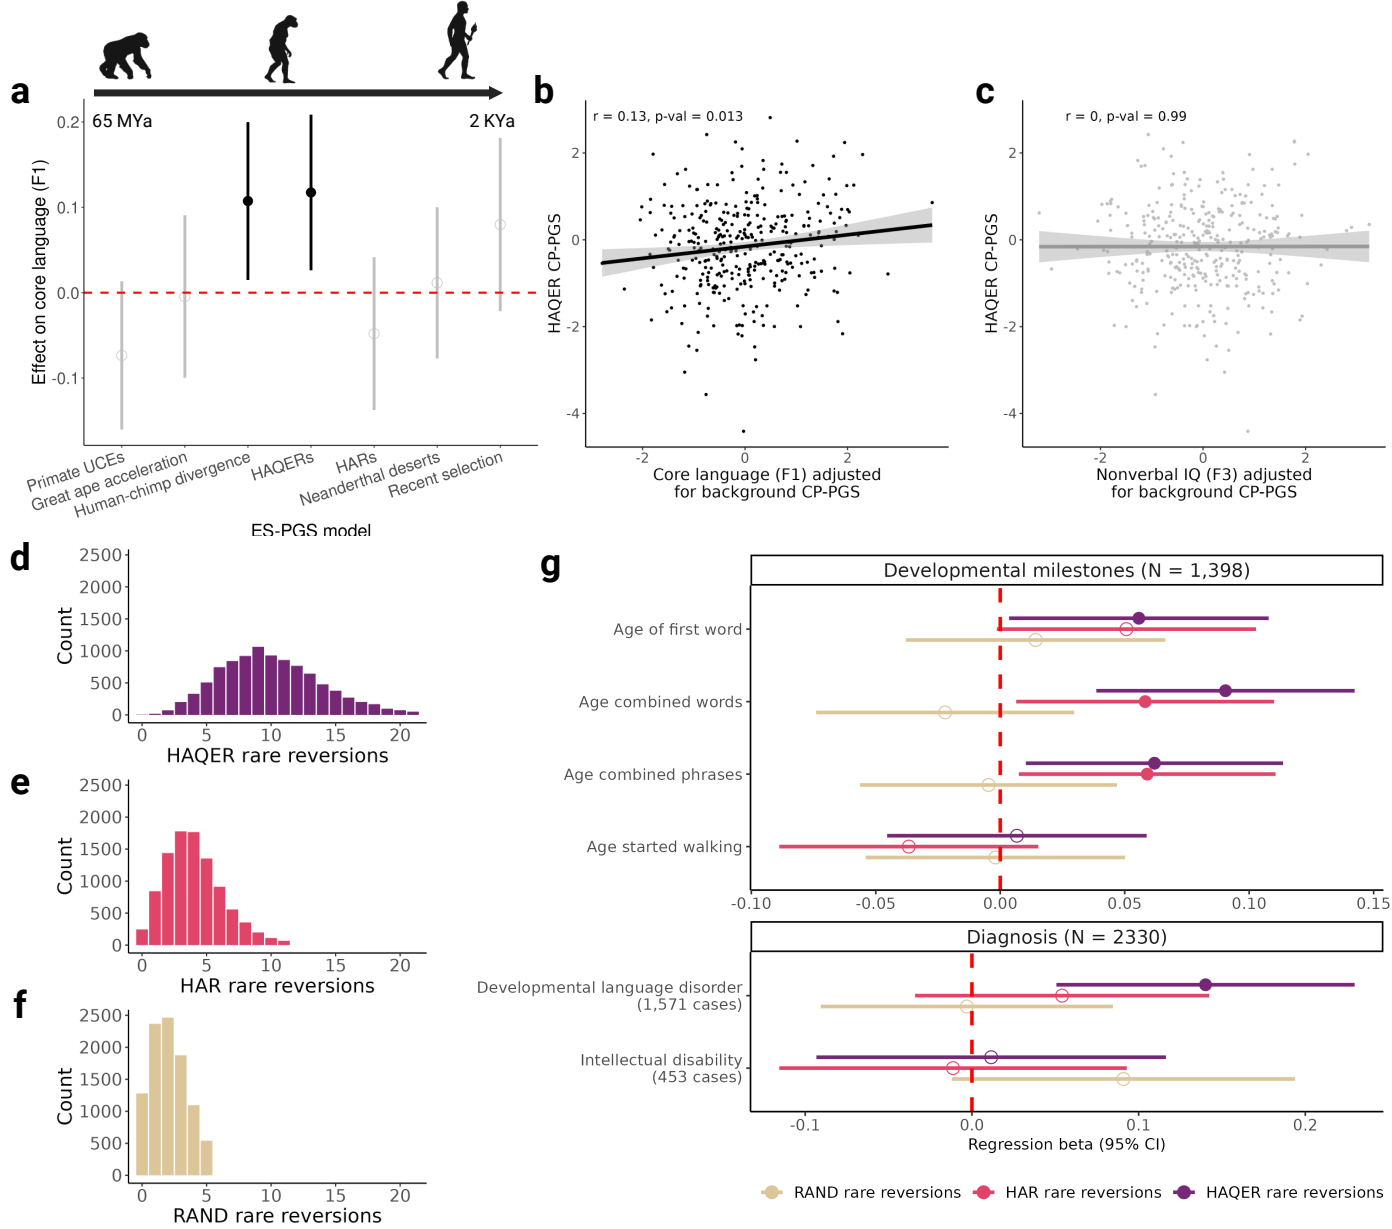 a
65 MYa
2 KYa
Effect on core language (F1)
0.2
0.1
0.0
-0.1
Primate UCEs
Great ape acceleration
Human-chimp divergence
HAQERs
HARs
Neanderthal deserts
Recent selection
ES-PGS model
b
r = 0.13, p-val = 0.013
HAQER CP-PGS
2
0
-2
-4
-2
0
2
Core language (F1) adjusted
for background CP-PGS
c
r = 0, p-val = 0.99
HAQER CP-PGS
2
0
-2
-4
-2
0
2
Nonverbal IQ (F3) adjusted
for background CP-PGS
d
Count
2500
2000
1500
1000
500
0
0
5
10
15
20
HAQER rare reversions
e
Count
2500
2000
1500
1000
500
0
0
5
10
15
20
HAR rare reversions
f
Count
2500
2000
1500
1000
500
0
0
5
10
15
20
RAND rare reversions
g
Developmental milestones (N = 1,398)
Age of first word
Age combined words
Age combined phrases
Age started walking
-0.10
-0.05
0.00
0.05
0.10
0.15
Diagnosis (N = 2330)
Developmental language disorder
(1,571 cases)
Intellectual disability
(453 cases)
-0.1
0.0
0.1
0.2
Regression beta (95% CI)
RAND rare reversions
HAR rare reversions
HAQER rare reversions